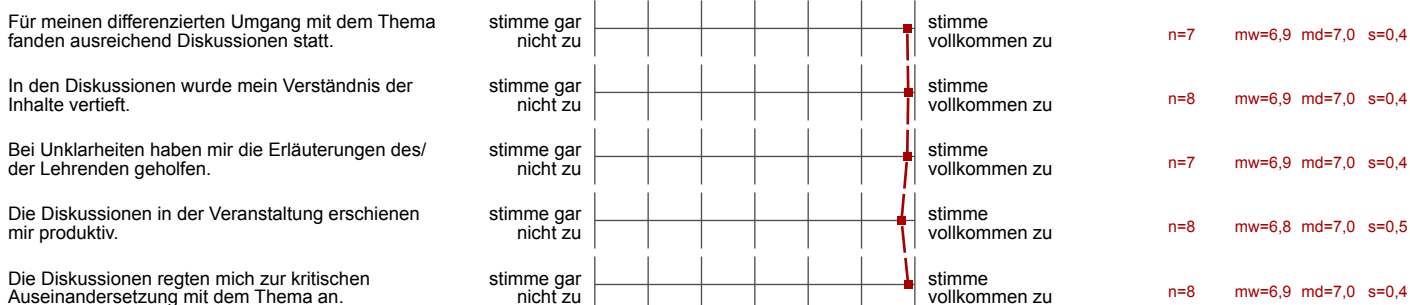 Für meinen differenzierten Umgang mit dem Thema
fanden ausreichend Diskussionen statt.
stimme gar
nicht zu
stimme
vollkommen zu
n=7 mw=6,9 md=7,0 s=0,4
In den Diskussionen wurde mein Verständnis der
Inhalte vertieft.
stimme gar
nicht zu
stimme
vollkommen zu
n=8 mw=6,9 md=7,0 s=0,4
Bei Unklarheiten haben mir die Erläuterungen des/
der Lehrenden geholfen.
stimme gar
nicht zu
stimme
vollkommen zu
n=7 mw=6,9 md=7,0 s=0,4
Die Diskussionen in der Veranstaltung erschienen
mir produktiv.
stimme gar
nicht zu
stimme
vollkommen zu
n=8 mw=6,8 md=7,0 s=0,5
Die Diskussionen regten mich zur kritischen
Auseinandersetzung mit dem Thema an.
stimme gar
nicht zu
stimme
vollkommen zu
n=8 mw=6,9 md=7,0 s=0,4